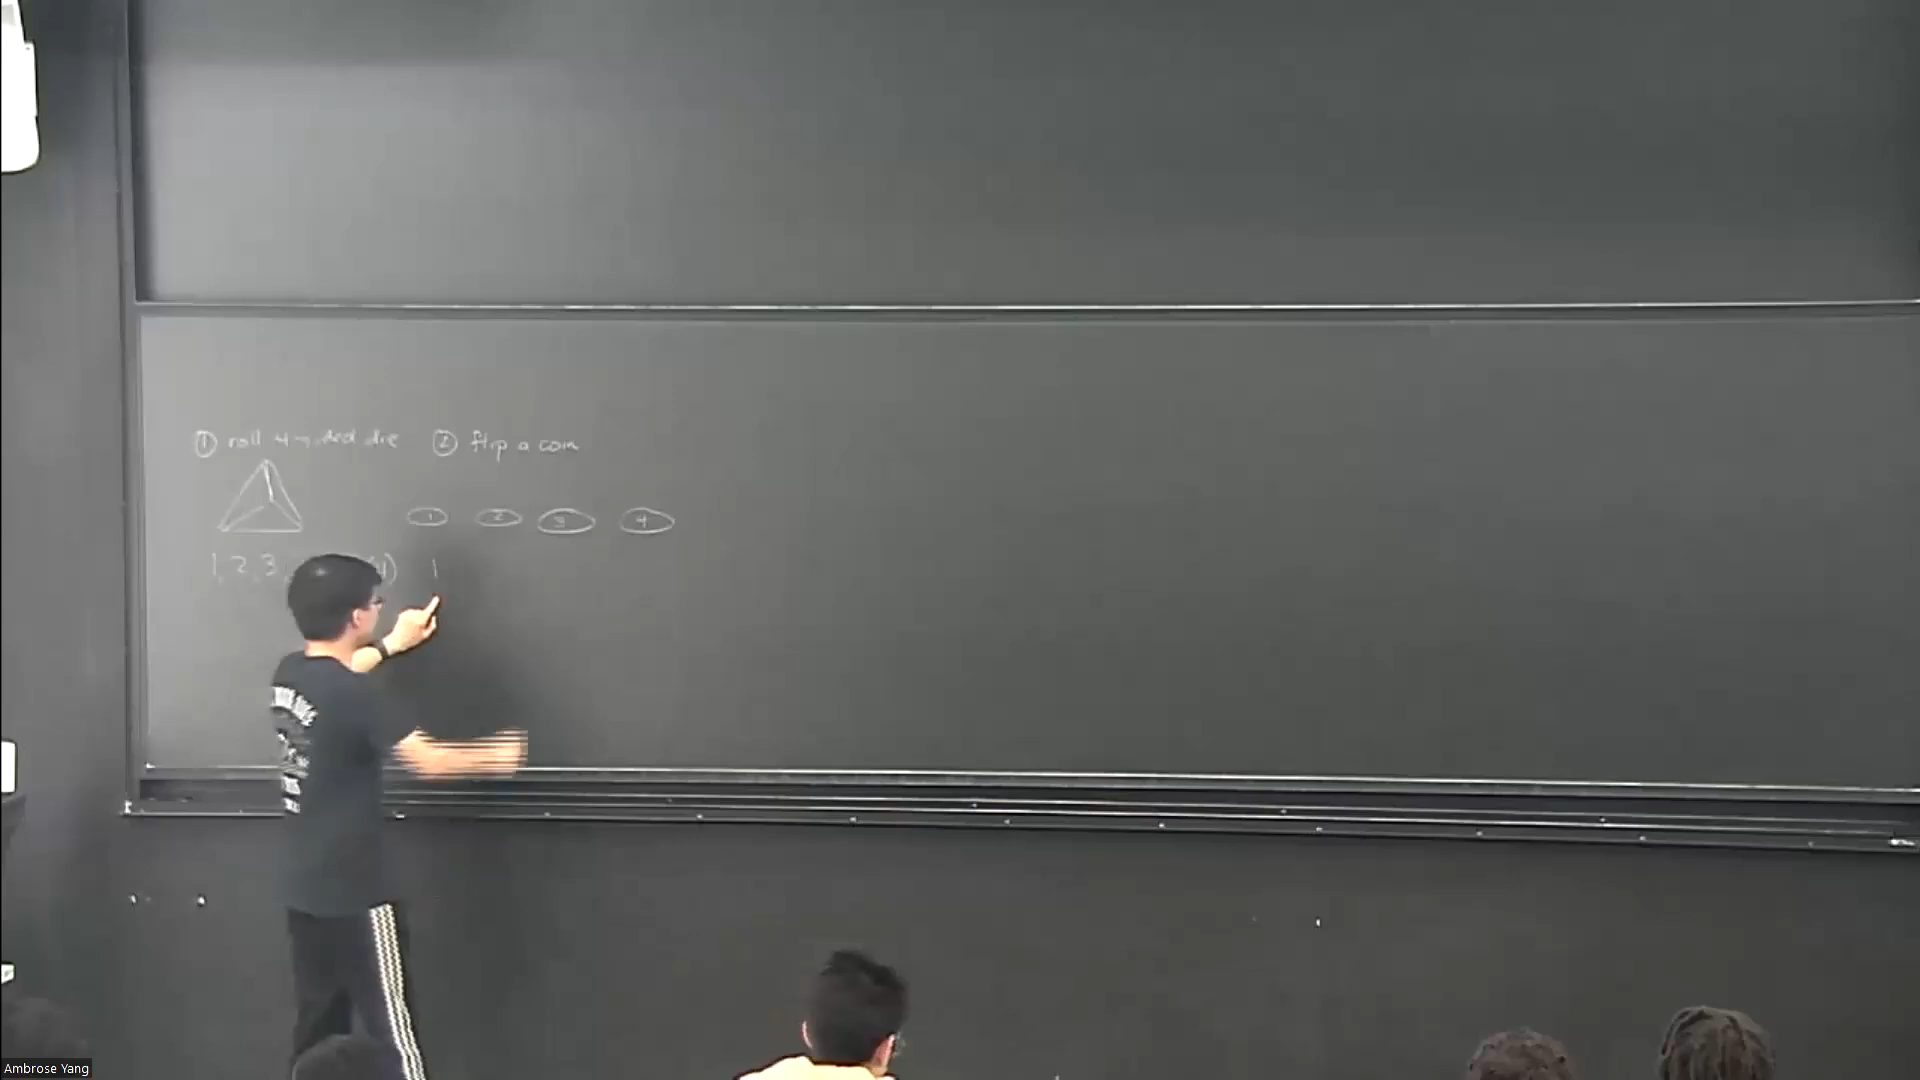 ① roll 4-sided die ② flip a coin
1 2 3 4
1, 2, 3
1
Ambrose Yang